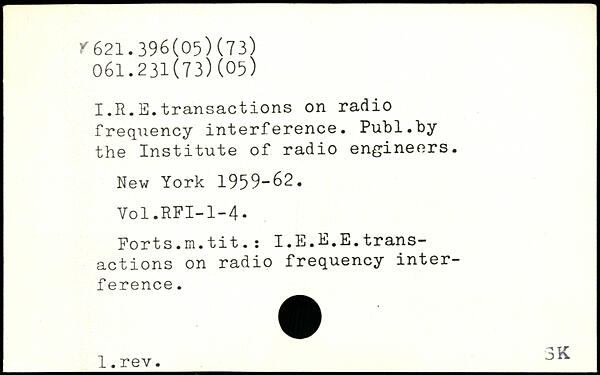 Y 621.396(05)(73)
061.231(73)(05)
I.R.E.transactions on radio
frequency interference. Publ.by
the Institute of radio engineers.
New York 1959-62.
Vol.RFI-1-4.
Forts.m.tit.: I.E.E.E.trans-
actions on radio frequency inter-
ference.
1.rev.
SK